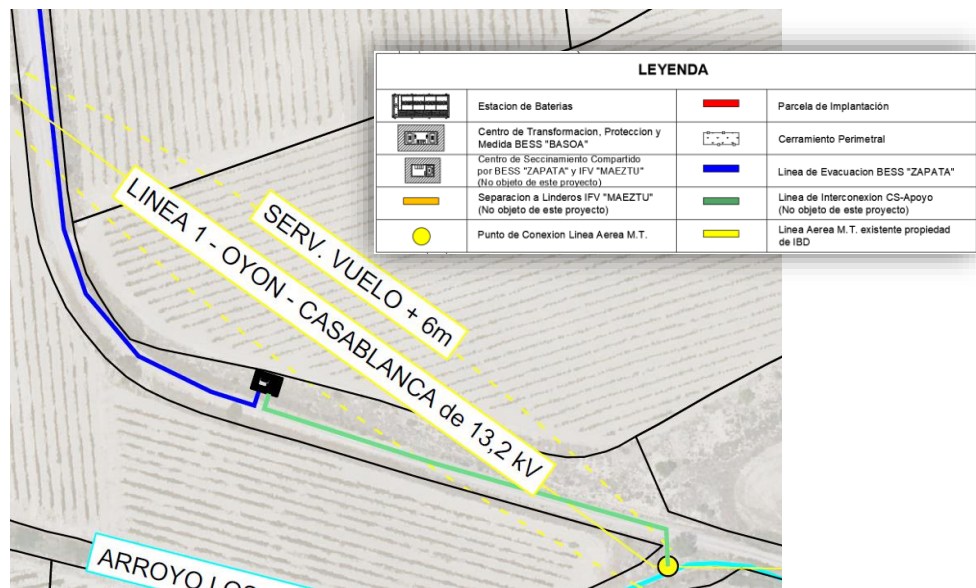 LEYENDA
Estacion de Baterias
Parcela de Implantación
Centro de Transformacion, Proteccion y
Medida BESS "BASOA"
Cerramiento Perimetral
Centro de Seccinamiento Compartido
por BESS "ZAPATA" y IFV "MAEZTU"
(No objeto de este proyecto)
Linea de Evacuacion BESS "ZAPATA"
Separacion a Linderos IFV "MAEZTU"
(No objeto de este proyecto)
Linea de Interconexion CS-Apoyo
(No objeto de este proyecto)
Punto de Conexion Linea Aerea M.T.
Linea Aerea M.T. existente propiedad
de IBD
SERV. VUELO + 6m
LINEA 1 - OYON - CASABLANCA de 13,2 kV
ARROYO LOS